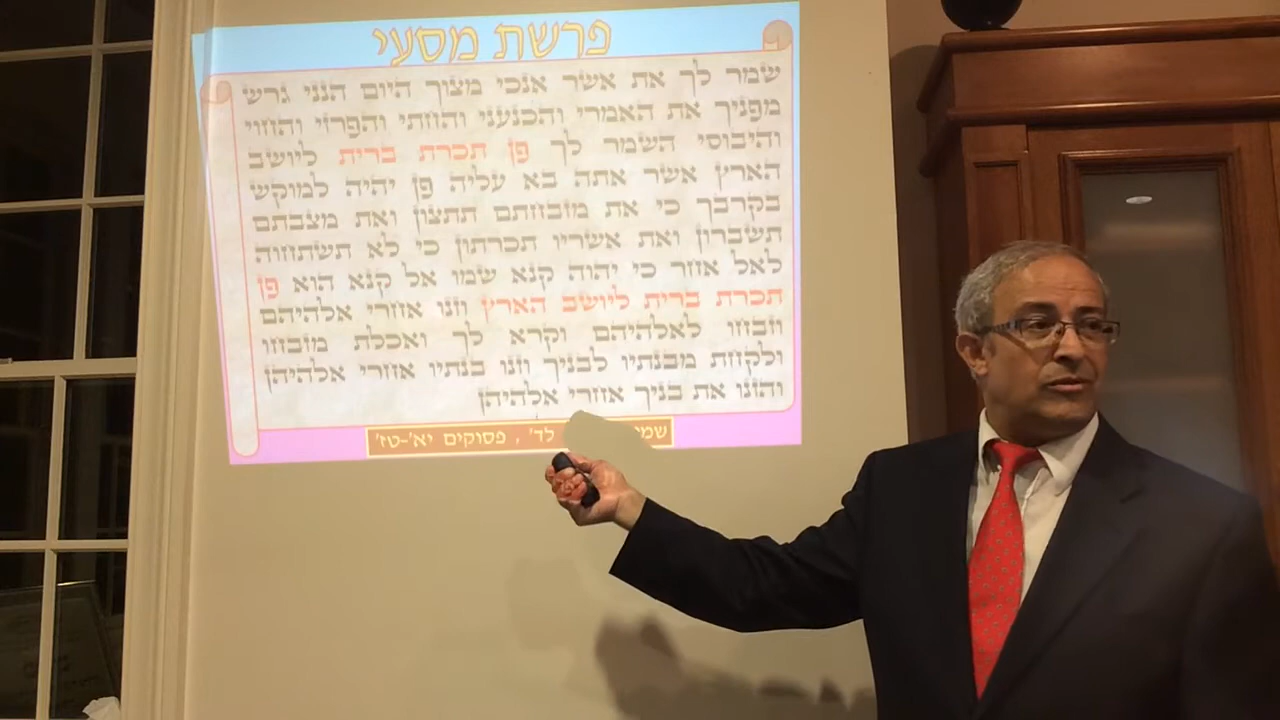 פרשת מסעי
שמר לך את אשר אנכי מצוך היום הנני גרש
מפניך את האמרי והכנעני והחתי והפרזי והחוי
והיבוסי השמר לך פן תכרת ברית ליושב
הארץ אשר אתה בא עליה פן יהיה למוקש
בקרבך כי את מזבחתם תתצון ואת מצבתם
תשברון ואת אשריו תכרתון כי לא תשתחוה
לאל אחר כי יהוה קנא שמו אל קנא הוא פן
תכרת ברית ליושב הארץ וזנו אחרי אלהיהם
וזבחו לאלהיהם וקרא לך ואכלת מזבחו
ולקחת מבנתיו לבניך וזנו בנתיו אחרי אלהיהן
והזנו את בניך אחרי אלהיהן
לד', פסוקים יא'-טז'